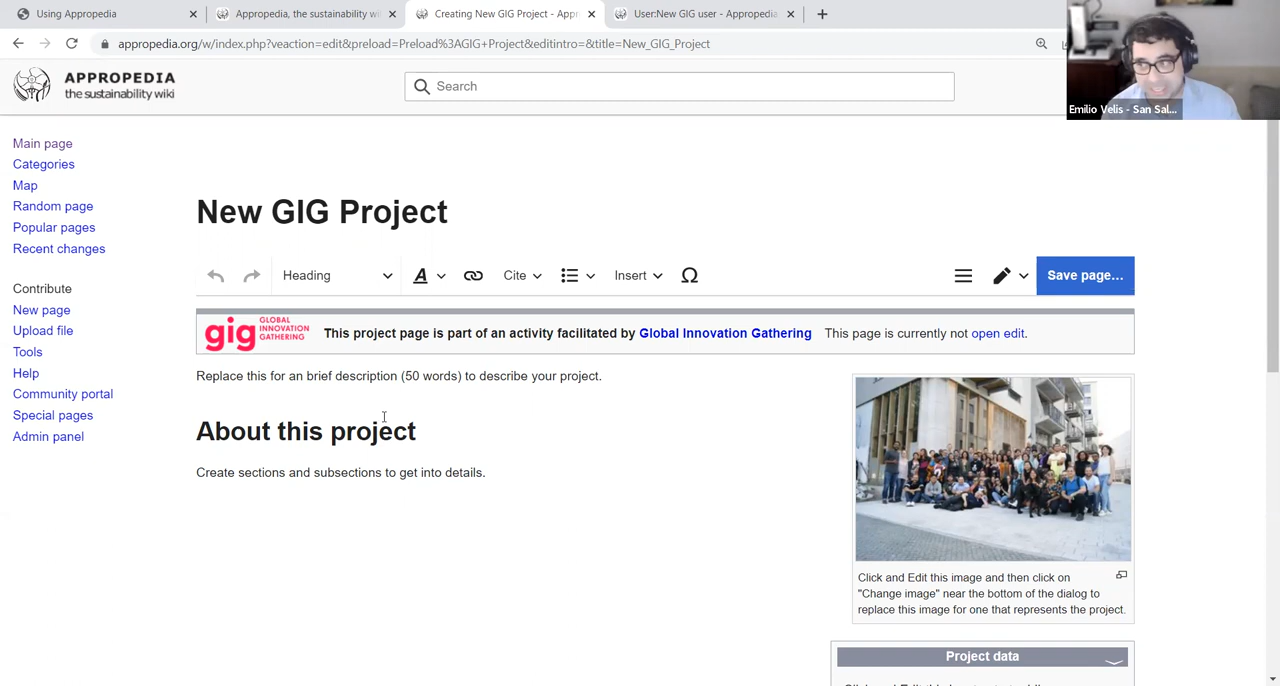 Using Appropedia
Appropedia, the sustainability wi
Creating New GIG Project - Appr
User:New GIG user - Appropedia
appropedia.org/w/index.php?veaction=edit&preload=Preload%3AGIG+Project&editintro=&title=New_GIG_Project
APPROPEDIA
the sustainability wiki
Search
Emilio Velis - San Sal...
Main page
Categories
Map
Random page
Popular pages
Recent changes
Contribute
New page
Upload file
Tools
Help
Community portal
Special pages
Admin panel
New GIG Project
Heading
A
Cite
Insert
Ω
Save page...
gig GLOBAL INNOVATION GATHERING
This project page is part of an activity facilitated by Global Innovation Gathering
This page is currently not open edit.
Replace this for an brief description (50 words) to describe your project.
About this project
Create sections and subsections to get into details.
Click and Edit this image and then click on
"Change image" near the bottom of the dialog to
replace this image for one that represents the project.
Project data